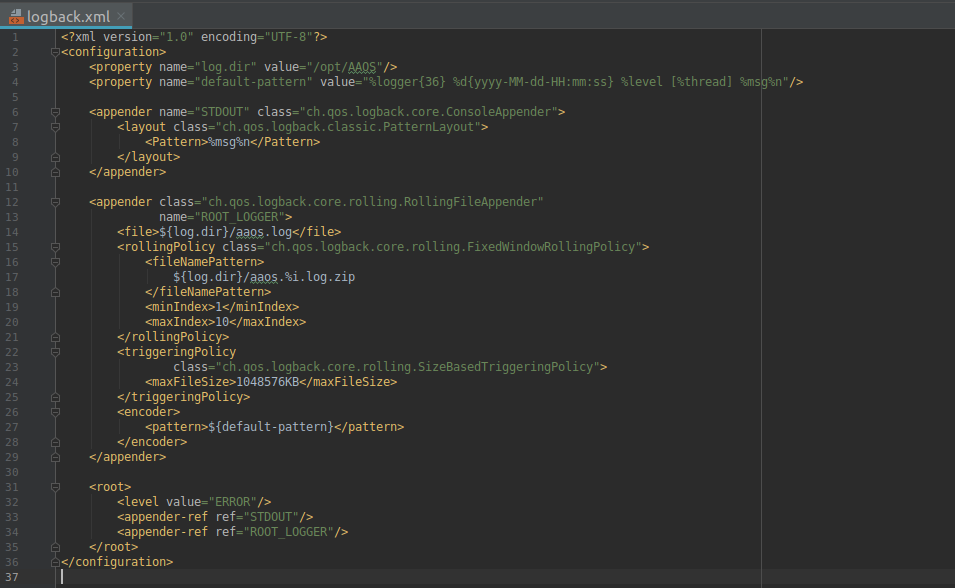 logback.xml
1 <?xml version="1.0" encoding="UTF-8"?>
2 <configuration>
3     <property name="log.dir" value="/opt/AAOS"/>
4     <property name="default-pattern" value="%logger{36} %d{yyyy-MM-dd-HH:mm:ss} %level [%thread] %msg%n"/>
5
6     <appender name="STDOUT" class="ch.qos.logback.core.ConsoleAppender">
7         <layout class="ch.qos.logback.classic.PatternLayout">
8             <Pattern>%msg%n</Pattern>
9         </layout>
10     </appender>
11
12     <appender class="ch.qos.logback.core.rolling.RollingFileAppender"
13               name="ROOT_LOGGER">
14         <file>${log.dir}/aaos.log</file>
15         <rollingPolicy class="ch.qos.logback.core.rolling.FixedWindowRollingPolicy">
16             <fileNamePattern>
17                 ${log.dir}/aaos.%i.log.zip
18             </fileNamePattern>
19             <minIndex>1</minIndex>
20             <maxIndex>10</maxIndex>
21         </rollingPolicy>
22         <triggeringPolicy
23                 class="ch.qos.logback.core.rolling.SizeBasedTriggeringPolicy">
24             <maxFileSize>1048576KB</maxFileSize>
25         </triggeringPolicy>
26         <encoder>
27             <pattern>${default-pattern}</pattern>
28         </encoder>
29     </appender>
30
31     <root>
32         <level value="ERROR"/>
33         <appender-ref ref="STDOUT"/>
34         <appender-ref ref="ROOT_LOGGER"/>
35     </root>
36 </configuration>
37